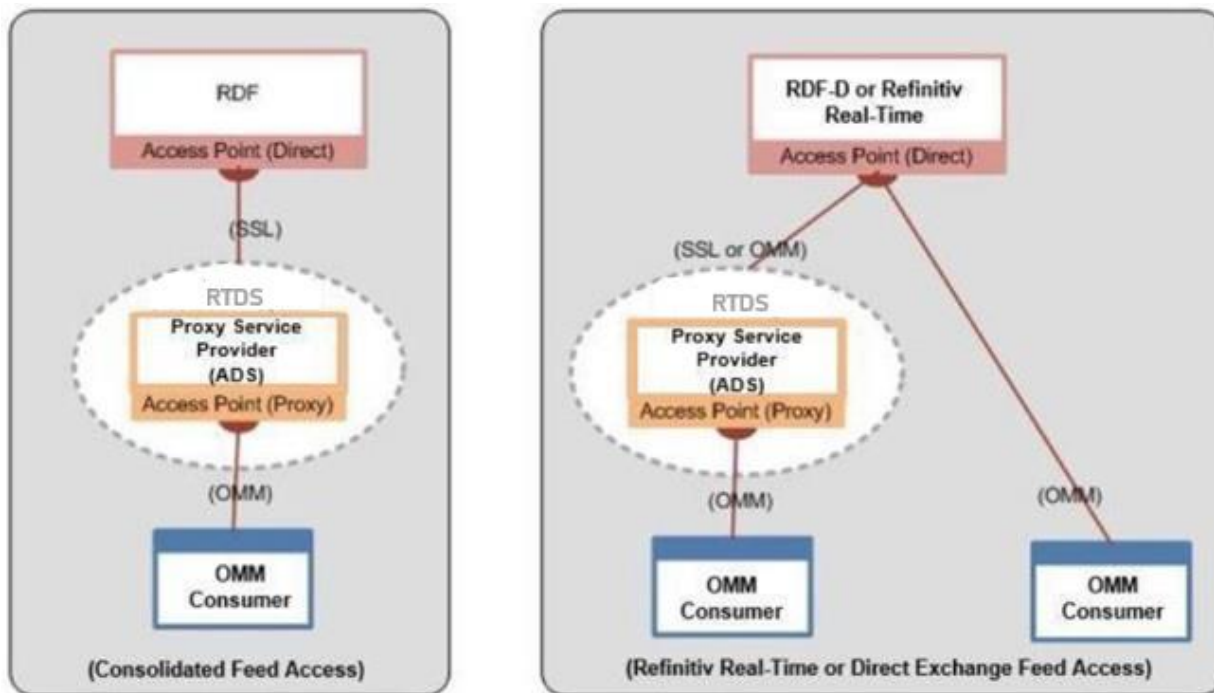 RDF
Access Point (Direct)
(SSL)
RTDS
Proxy Service
Provider
(ADS)
Access Point (Proxy)
(OMM)
OMM
Consumer
(Consolidated Feed Access)
RDF-D or Refinitiv
Real-Time
Access Point (Direct)
(SSL or OMM)
RTDS
Proxy Service
Provider
(ADS)
Access Point (Proxy)
(OMM)
(OMM)
OMM
Consumer
OMM
Consumer
(Refinitiv Real-Time or Direct Exchange Feed Access)